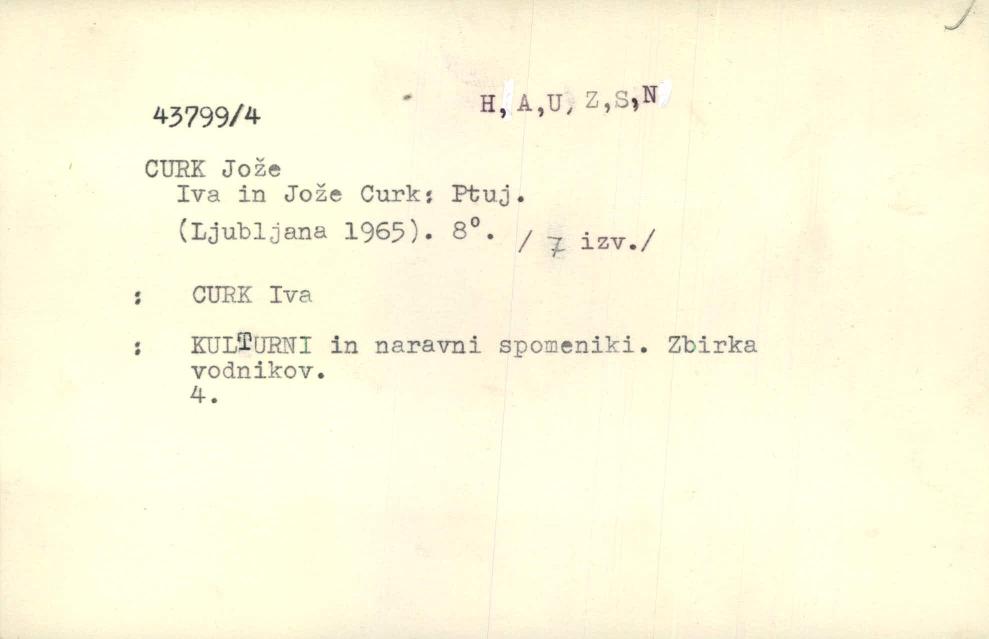 43799/4
H, A,U, Z,S,N
CURK Jože
Iva in Jože Curk: Ptuj.
(Ljubljana 1965). 8°. / 7 izv./
: CURK Iva
: KULTURNI in naravni spomeniki. Zbirka
vodnikov.
4.